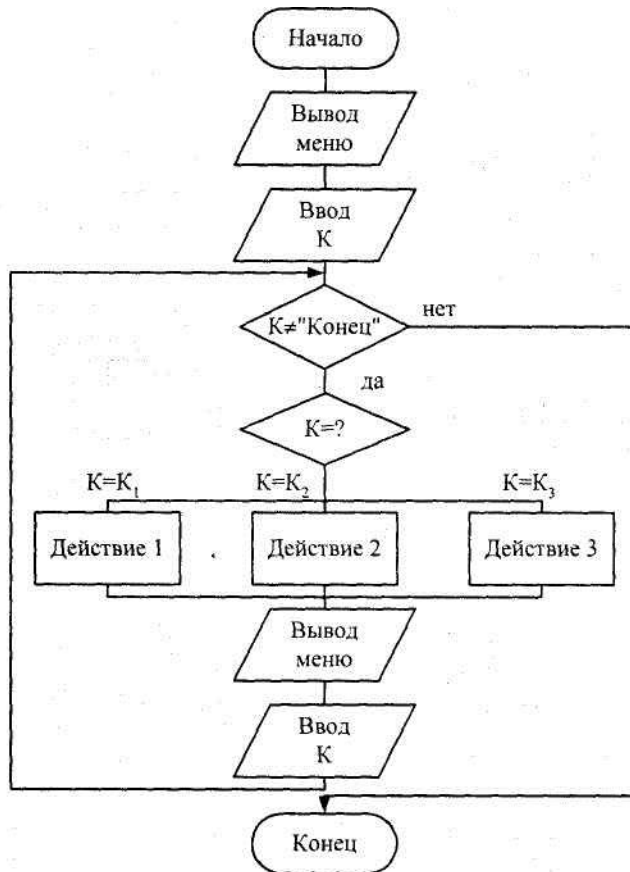 Начало
Вывод
меню
Ввод
К
К≠"Конец"
нет
да
К=?
К=К₁
К=К₂
К=К₃
Действие 1
Действие 2
Действие 3
Вывод
меню
Ввод
К
Конец